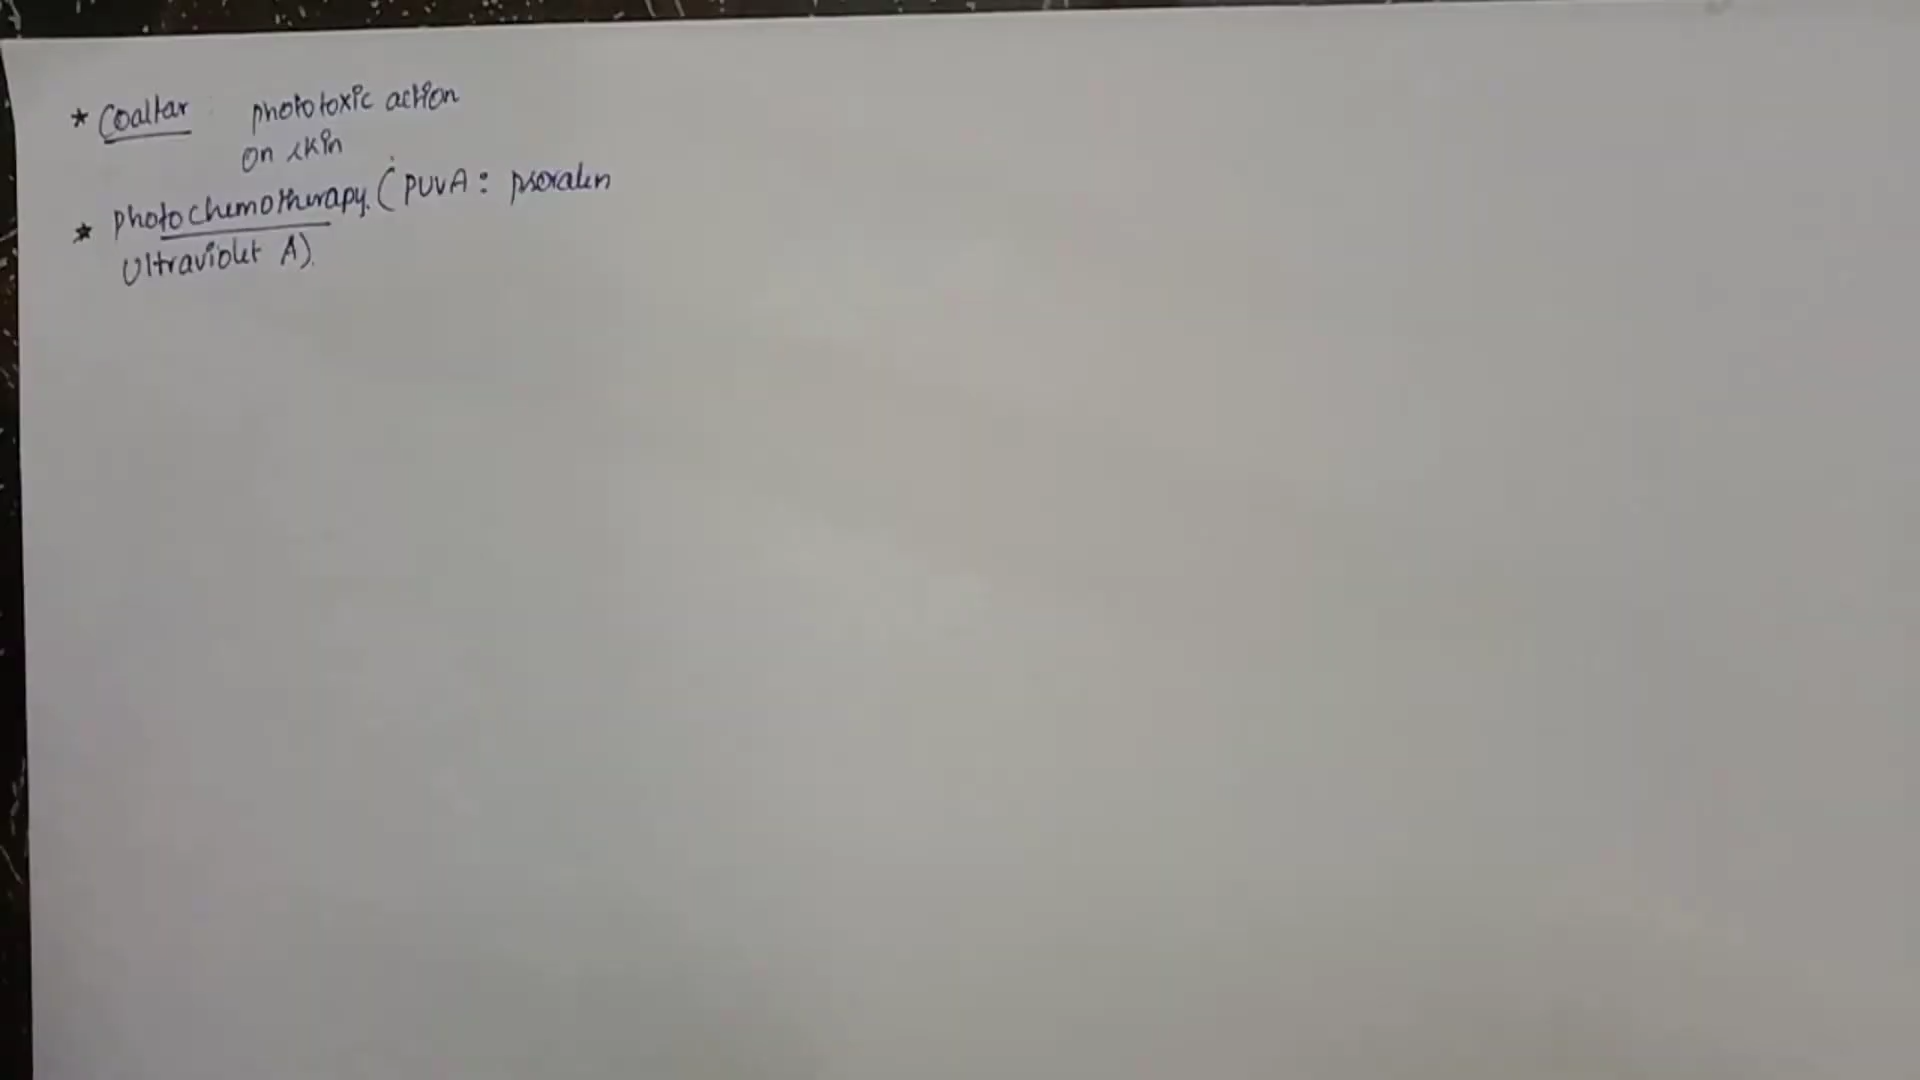 * Coaltar : phototoxic action
on skin
* photochemotherapy. (PUVA : psoralen
Ultraviolet A).